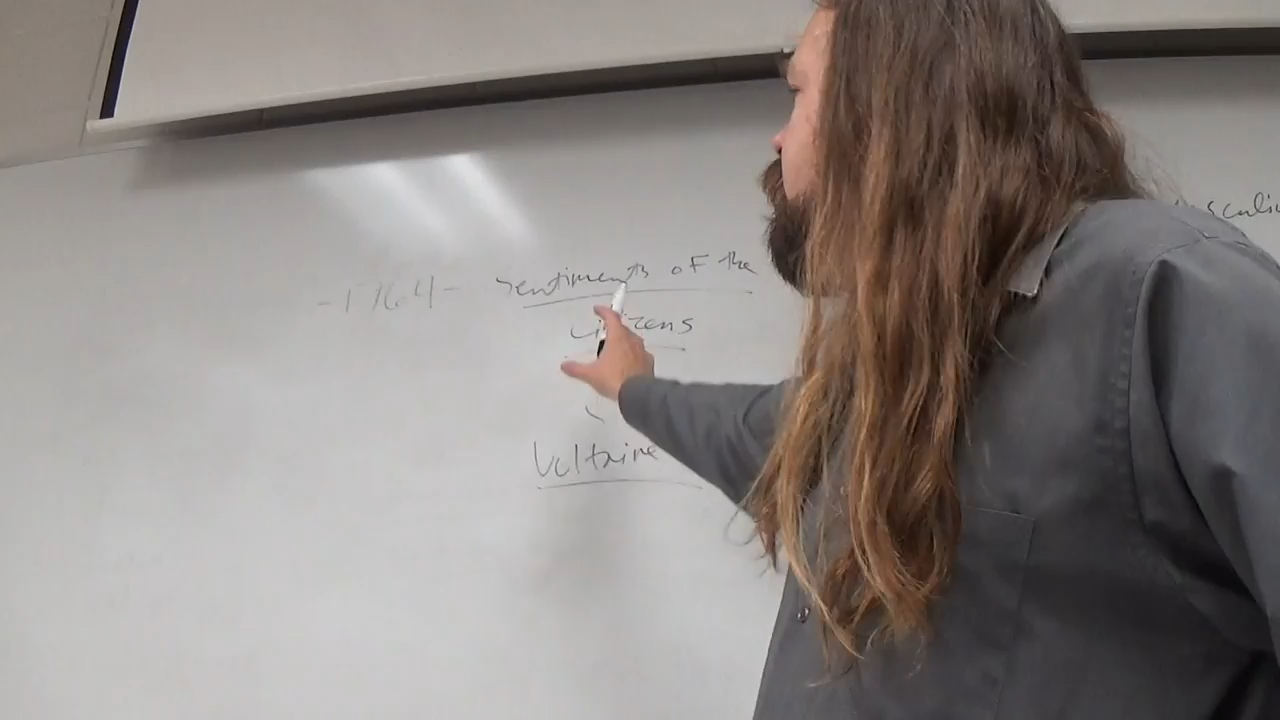 -1764- Sentiments of the
Citizens
Voltaire